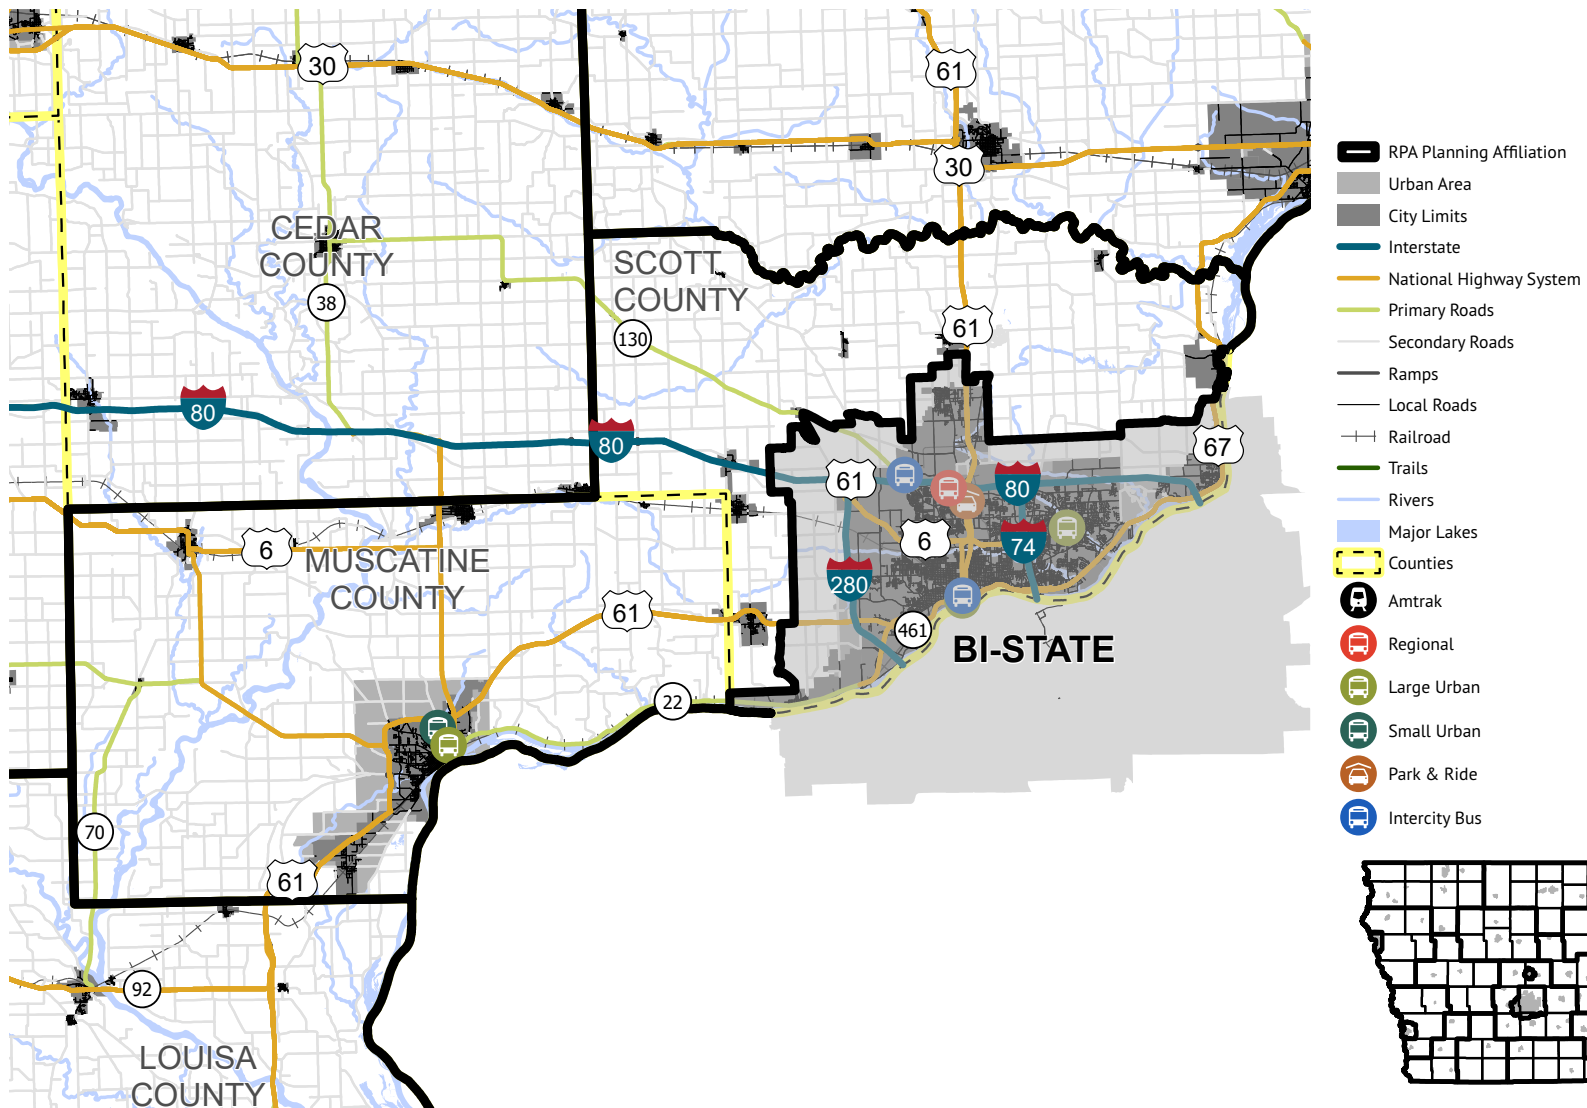 30
61
30
CEDAR
COUNTY
SCOTT
COUNTY
38
130
61
80
80
67
61
80
6
74
280
6
MUSCATINE
COUNTY
61
461
BI-STATE
22
70
61
92
LOUISA
COUNTY
RPA Planning Affiliation
Urban Area
City Limits
Interstate
National Highway System
Primary Roads
Secondary Roads
Ramps
Local Roads
Railroad
Trails
Rivers
Major Lakes
Counties
Amtrak
Regional
Large Urban
Small Urban
Park & Ride
Intercity Bus